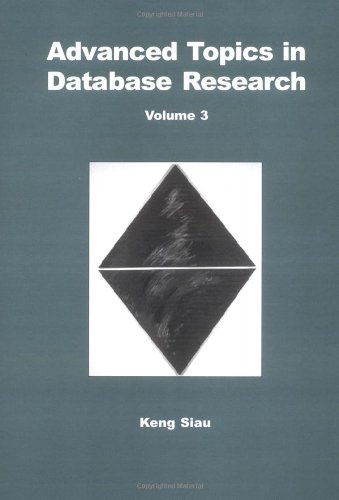 Advanced Topics in
Database Research
Volume 3
Keng Siau